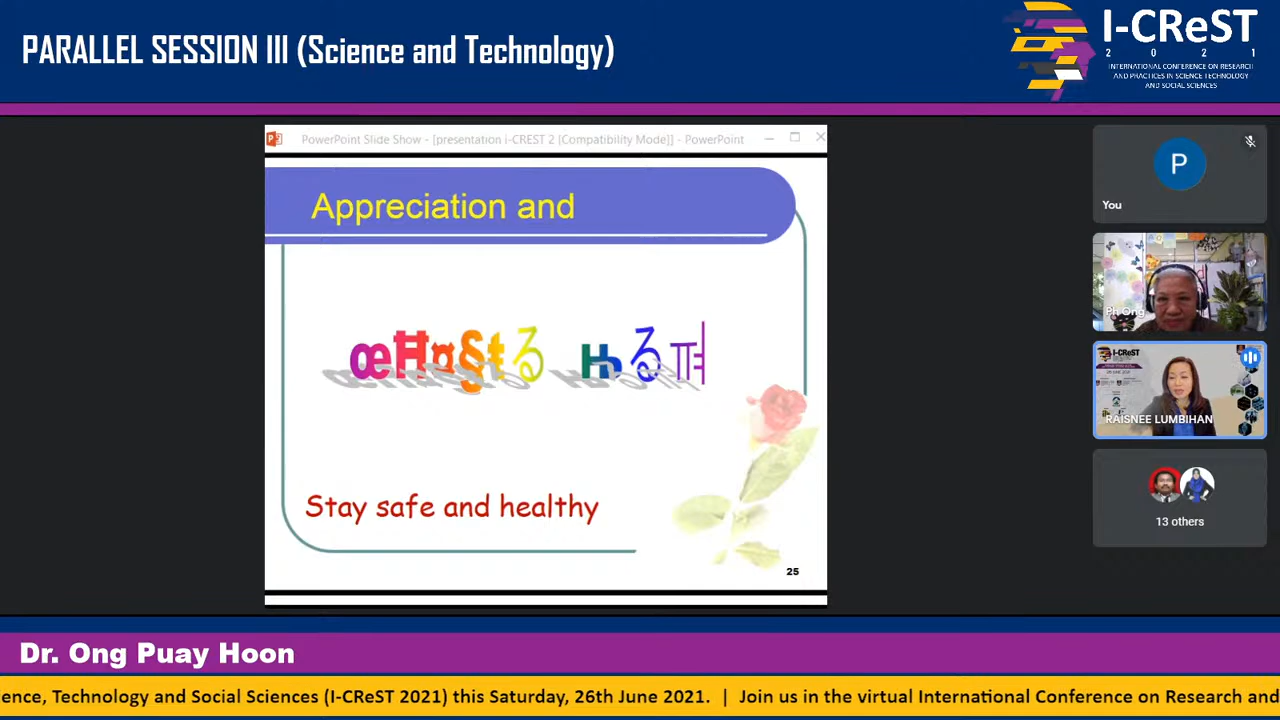 PARALLEL SESSION III (Science and Technology)
I-CReST
2 0 2 1
INTERNATIONAL CONFERENCE ON RESEARCH
AND PRACTICES IN SCIENCE TECHNOLOGY
AND SOCIAL SCIENCES
PowerPoint Slide Show - [presentation i-CREST 2 [Compatibility Mode]] - PowerPoint
Appreciation and
Stay safe and healthy
25
P
You
Ph Ong
I-CReST
RAISNEE LUMBIHAN
13 others
Dr. Ong Puay Hoon
ence, Technology and Social Sciences (I-CReST 2021) this Saturday, 26th June 2021. | Join us in the virtual International Conference on Research and